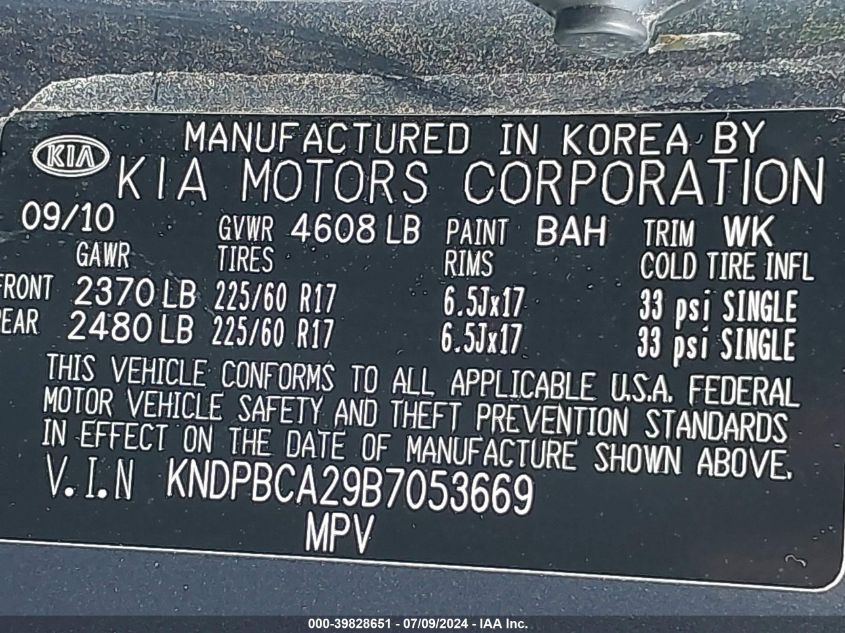 MANUFACTURED IN KOREA BY
KIA KIA MOTORS CORPORATION
09/10 GVWR 4608 LB PAINT BAH TRIM WK
GAWR TIRES RIMS COLD TIRE INFL
FRONT 2370 LB 225/60 R17 6.5Jx17 33 psi SINGLE
REAR 2480 LB 225/60 R17 6.5Jx17 33 psi SINGLE
THIS VEHICLE CONFORMS TO ALL APPLICABLE U.S.A. FEDERAL
MOTOR VEHICLE SAFETY AND THEFT PREVENTION STANDARDS
IN EFFECT ON THE DATE OF MANUFACTURE SHOWN ABOVE.
V.I.N KNDPBCA29B7053669
MPV
000-39828651 - 07/09/2024 - IAAI.com.